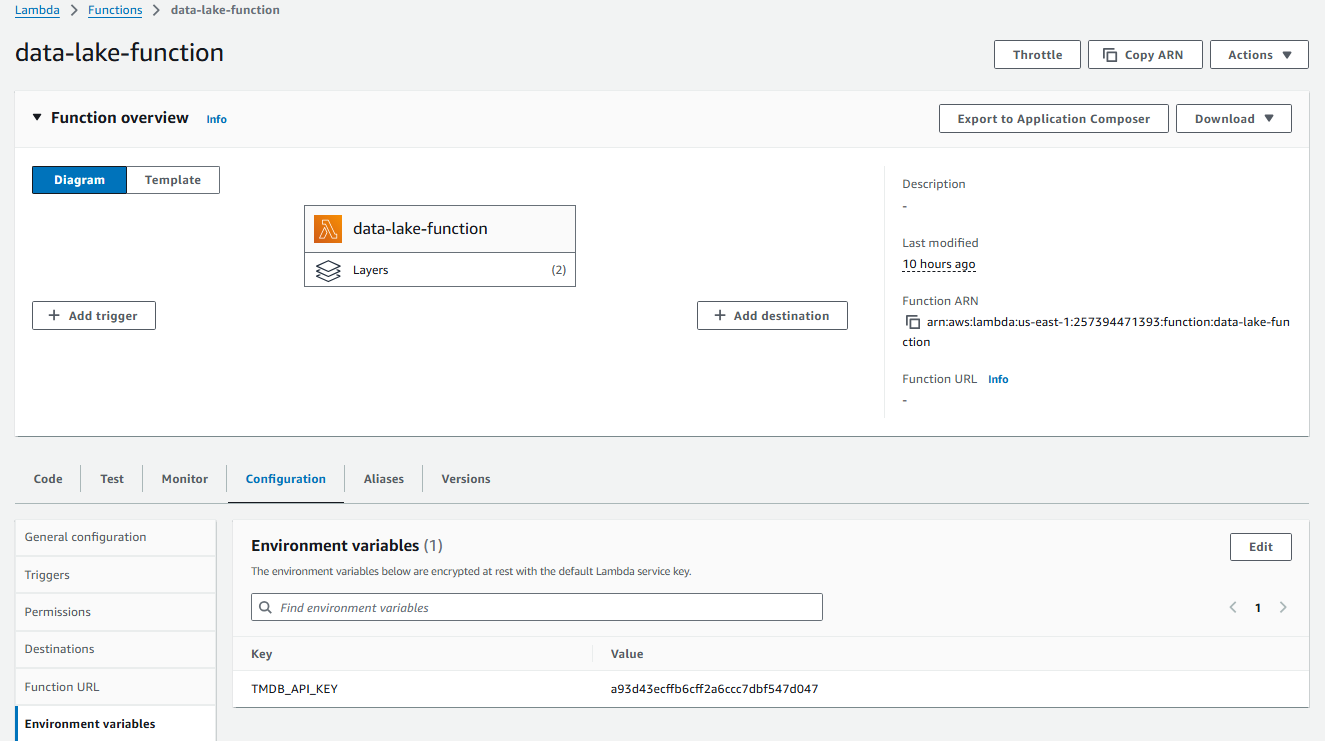 Lambda > Functions > data-lake-function
data-lake-function
Throttle Copy ARN Actions
Function overview Info
Export to Application Composer Download
Diagram Template
data-lake-function
Layers (2)
+ Add trigger
+ Add destination
Description
-
Last modified
10 hours ago
Function ARN
arn:aws:lambda:us-east-1:257394471393:function:data-lake-fun
ction
Function URL Info
-
Code Test Monitor Configuration Aliases Versions
General configuration
Triggers
Permissions
Destinations
Function URL
Environment variables
Environment variables (1)
Edit
The environment variables below are encrypted at rest with the default Lambda service key.
Find environment variables
< 1 >
Key Value
TMDB_API_KEY a93d43ecffb6cff2a6ccc7dbf547d047